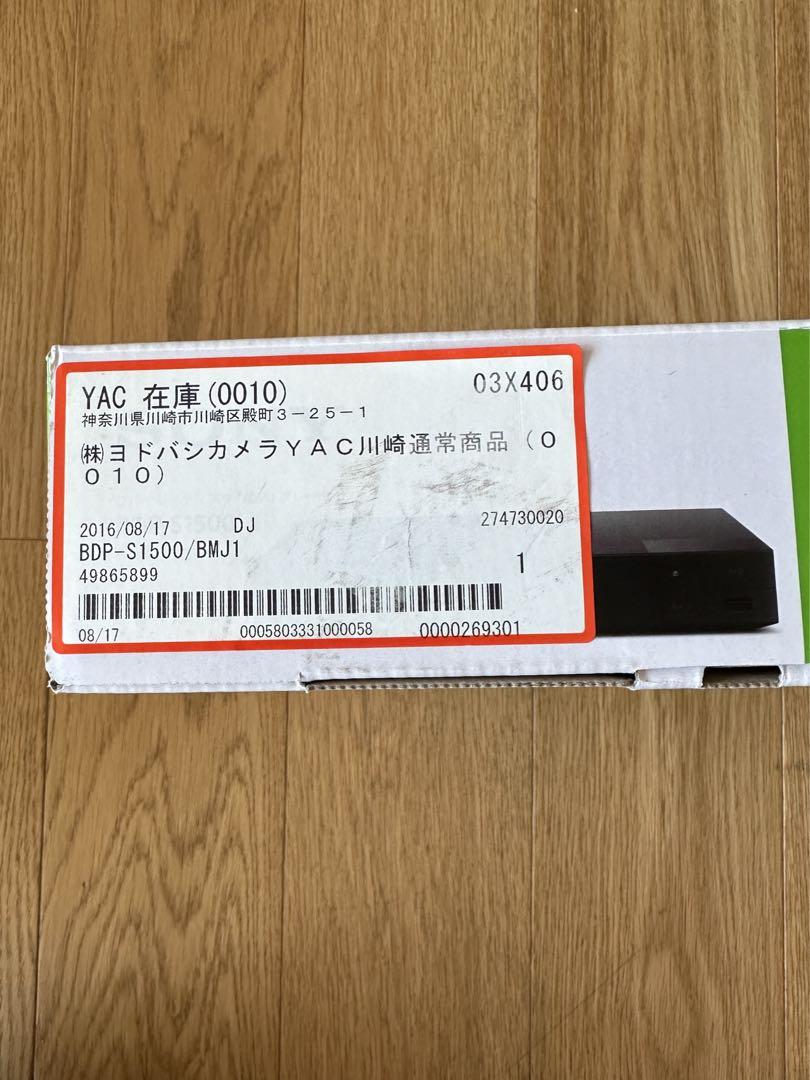 YAC 在庫(0010)
03X406
神奈川県川崎市川崎区殿町３－２５－１
㈱ヨドバシカメラＹＡＣ川崎通常商品（０
０１０）
2016/08/17 DJ 274730020
BDP-S1500/BMJ1
1
49865899
08/17 0005803331000058 0000269301